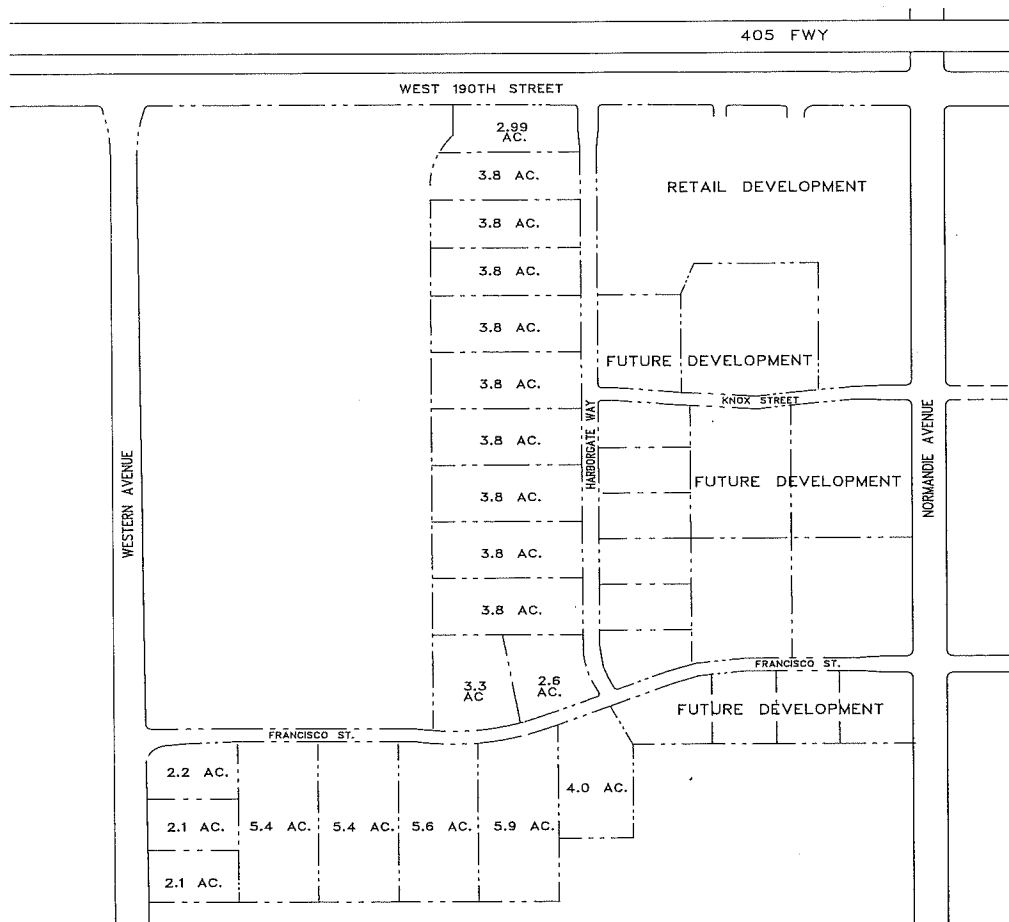 405 FWY
WEST 190TH STREET
2.99
AC.
3.8 AC.
RETAIL DEVELOPMENT
3.8 AC.
3.8 AC.
3.8 AC.
FUTURE DEVELOPMENT
3.8 AC.
KNOX STREET
HARBORGATE WAY
NORMANDIE AVENUE
WESTERN AVENUE
3.8 AC.
FUTURE DEVELOPMENT
3.8 AC.
3.8 AC.
3.8 AC.
FRANCISCO ST.
3.3
AC
2.6
AC.
FUTURE DEVELOPMENT
FRANCISCO ST.
2.2 AC.
4.0 AC.
2.1 AC.
5.4 AC.
5.4 AC.
5.6 AC.
5.9 AC.
2.1 AC.